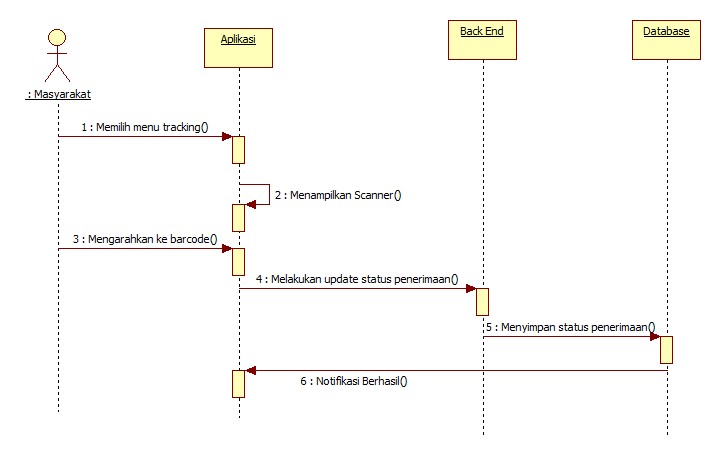 Aplikasi
Back End
Database
: Masyarakat
1 : Memilih menu tracking()
2 : Menampilkan Scanner()
3 : Mengarahkan ke barcode()
4 : Melakukan update status penerimaan()
5 : Menyimpan status penerimaan()
6 : Notifikasi Berhasil()